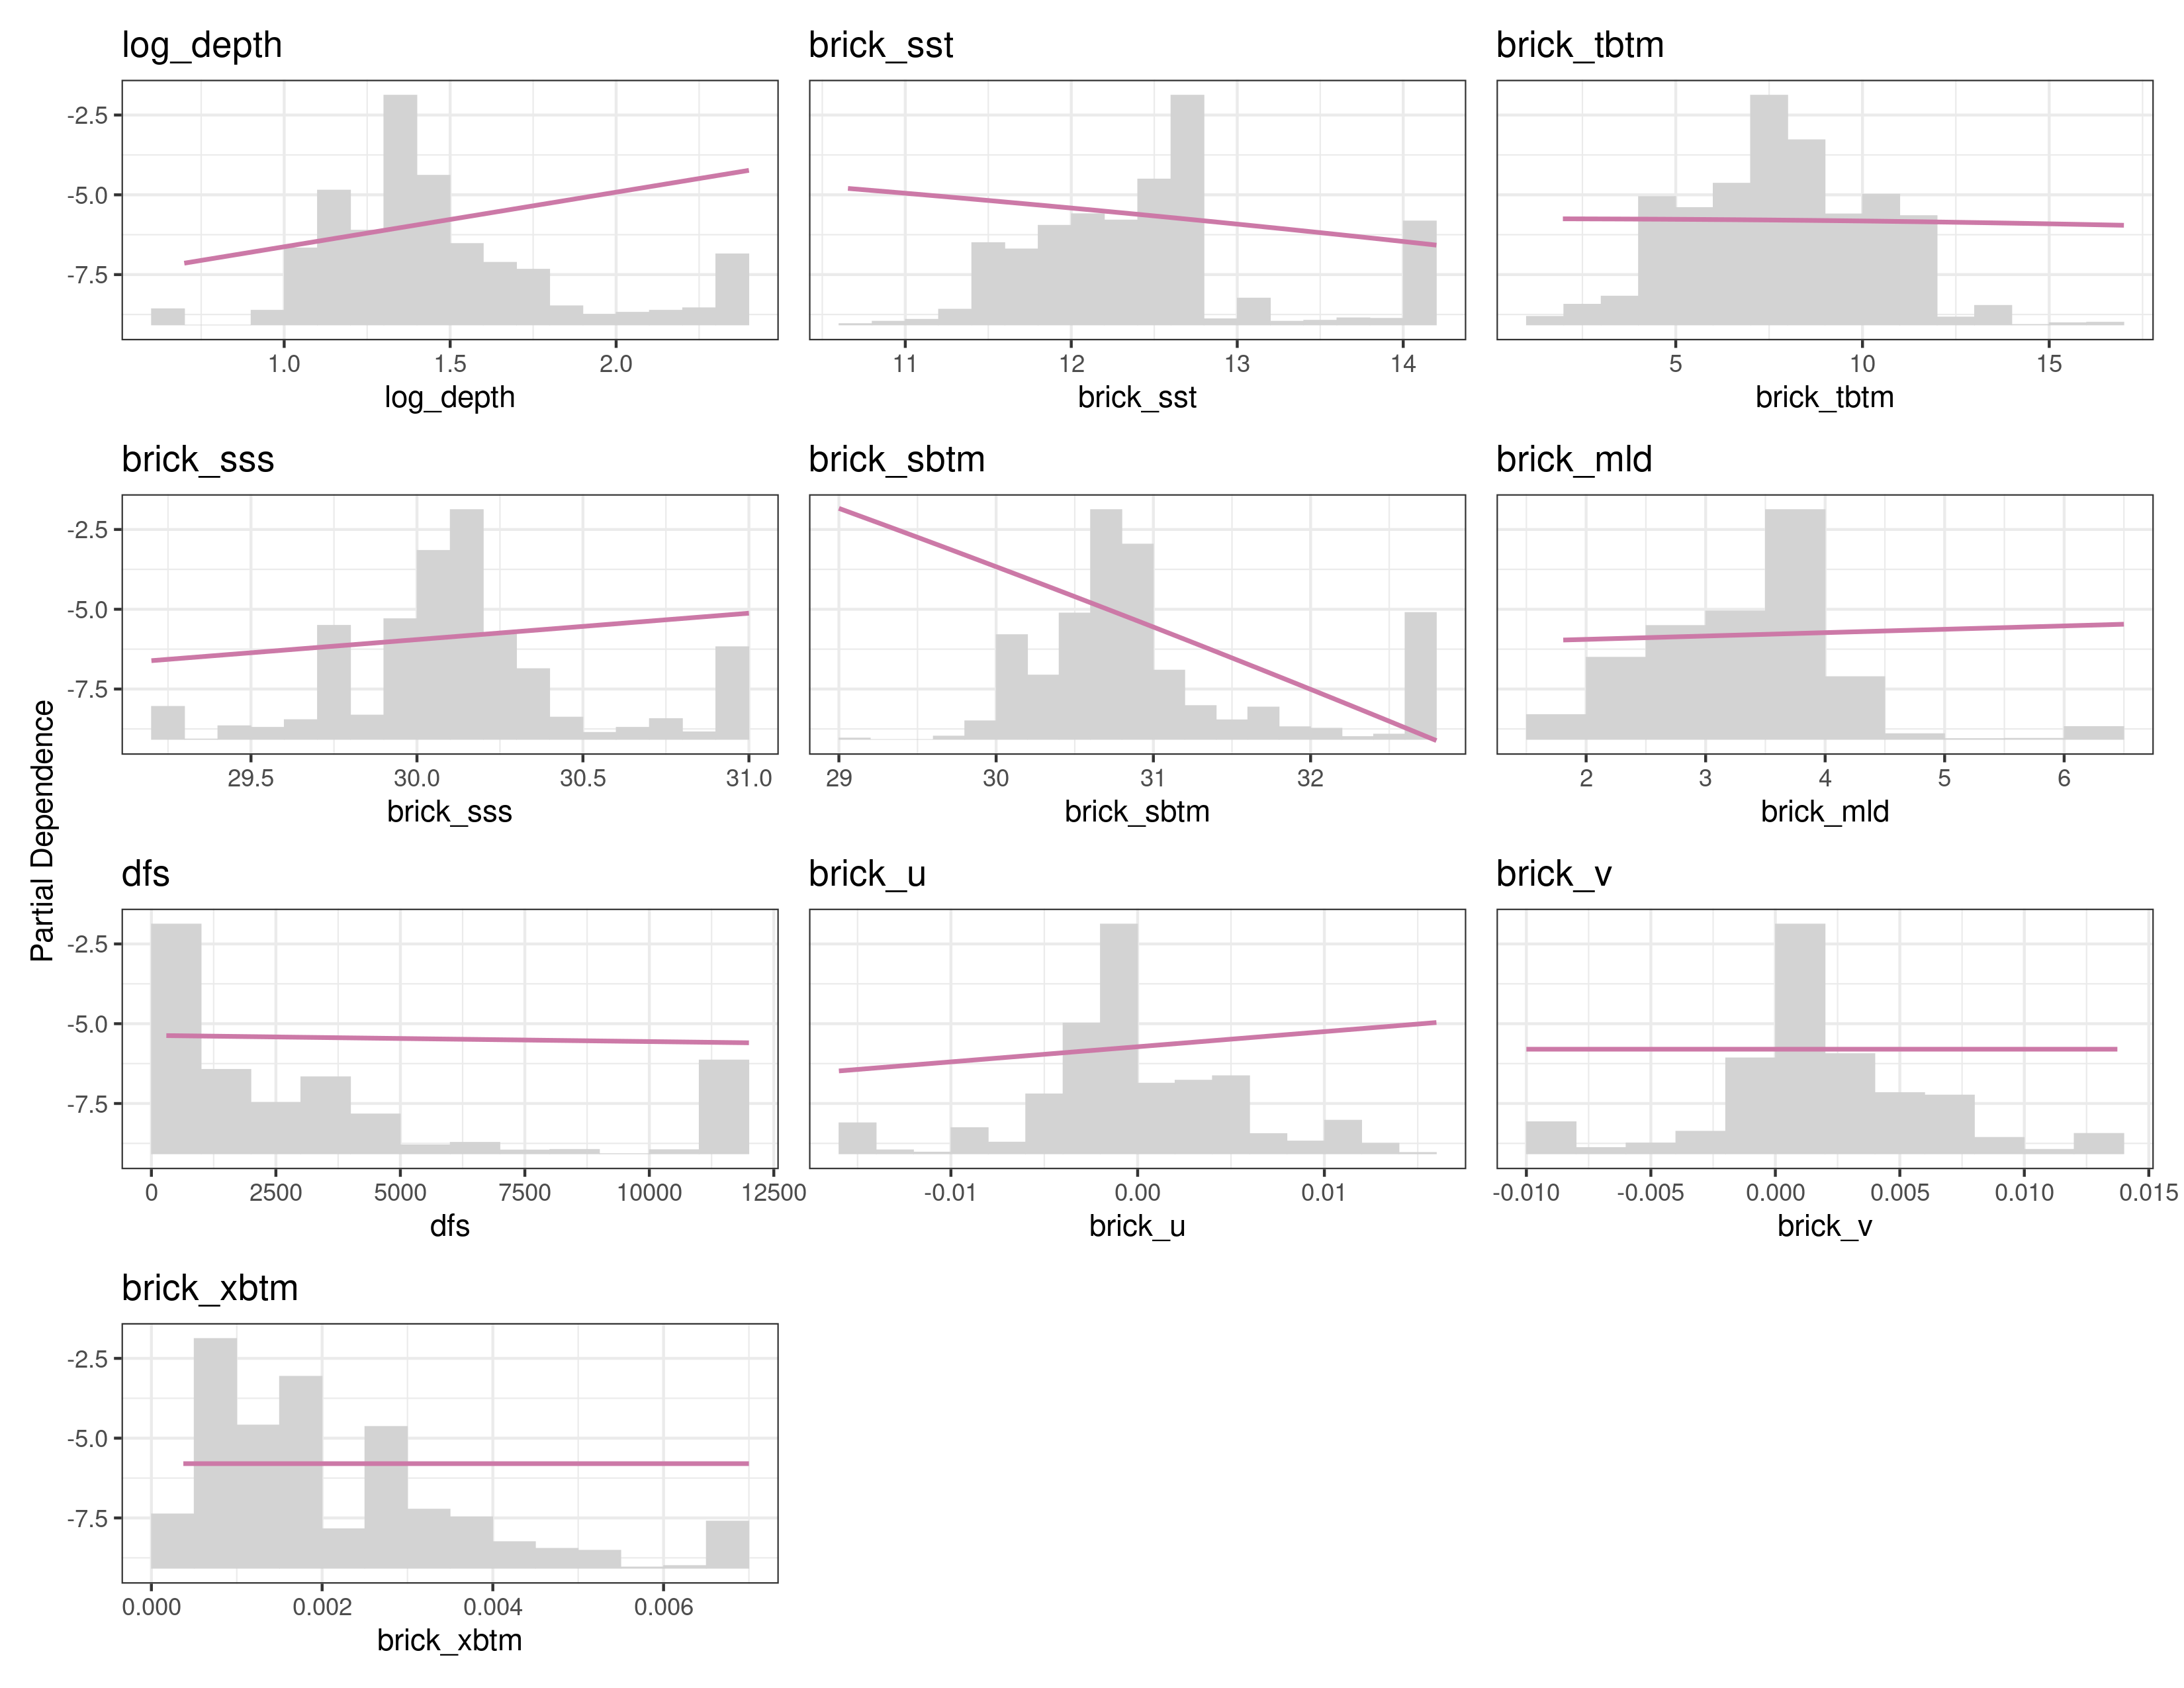 log_depth
brick_sst
brick_tbtm
-2.5
-5.0
-7.5
1.0 1.5 2.0
11 12 13 14
5 10 15
log_depth
brick_sst
brick_tbtm
brick_sss
brick_sbtm
brick_mld
-2.5
-5.0
-7.5
29.5 30.0 30.5 31.0
29 30 31 32
2 3 4 5 6
brick_sss
brick_sbtm
brick_mld
Partial Dependence
dfs
brick_u
brick_v
-2.5
-5.0
-7.5
0 2500 5000 7500 10000 12500
-0.01 0.00 0.01
-0.010 -0.005 0.000 0.005 0.010 0.015
dfs
brick_u
brick_v
brick_xbtm
-2.5
-5.0
-7.5
0.000 0.002 0.004 0.006
brick_xbtm